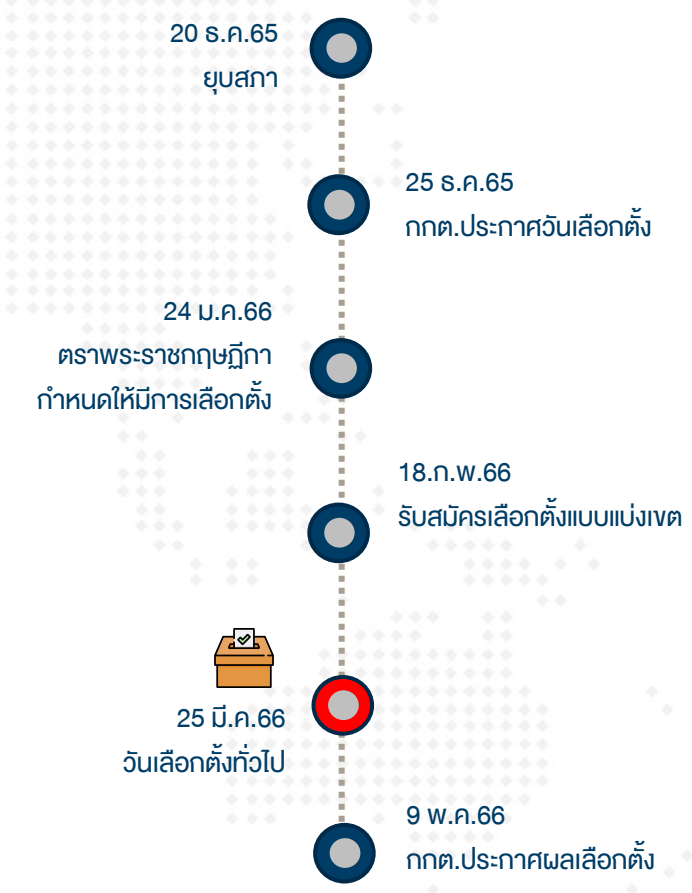 20 ธ.ค.65
ยุบสภา
25 ธ.ค.65
กกต.ประกาศวันเลือกตั้ง
24 ม.ค.66
ตราพระราชกฤษฎีกา
กำหนดให้มีการเลือกตั้ง
18.ก.พ.66
รับสมัครเลือกตั้งแบบแบ่งเขต
25 มี.ค.66
วันเลือกตั้งทั่วไป
9 พ.ค.66
กกต.ประกาศผลเลือกตั้ง